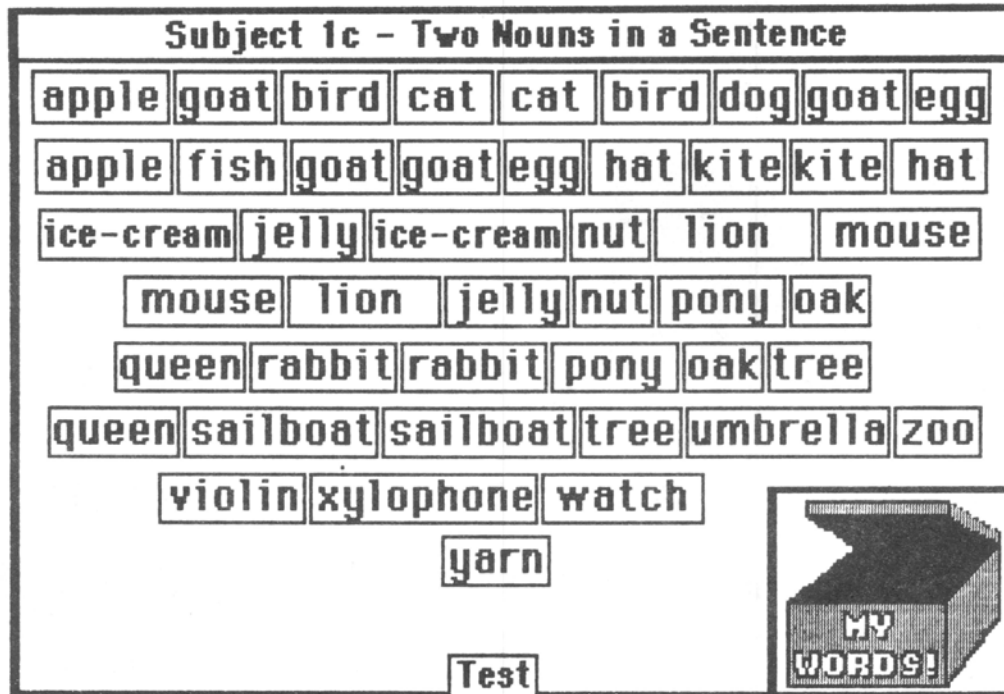 Subject 1c - Two Nouns in a Sentence
apple goat bird cat cat bird dog goat egg
apple fish goat goat egg hat kite kite hat
ice-cream jelly ice-cream nut lion mouse
mouse lion jelly nut pony oak
queen rabbit rabbit pony oak tree
queen sailboat sailboat tree umbrella zoo
violin xylophone watch
yarn
MY
WORDS!
Test